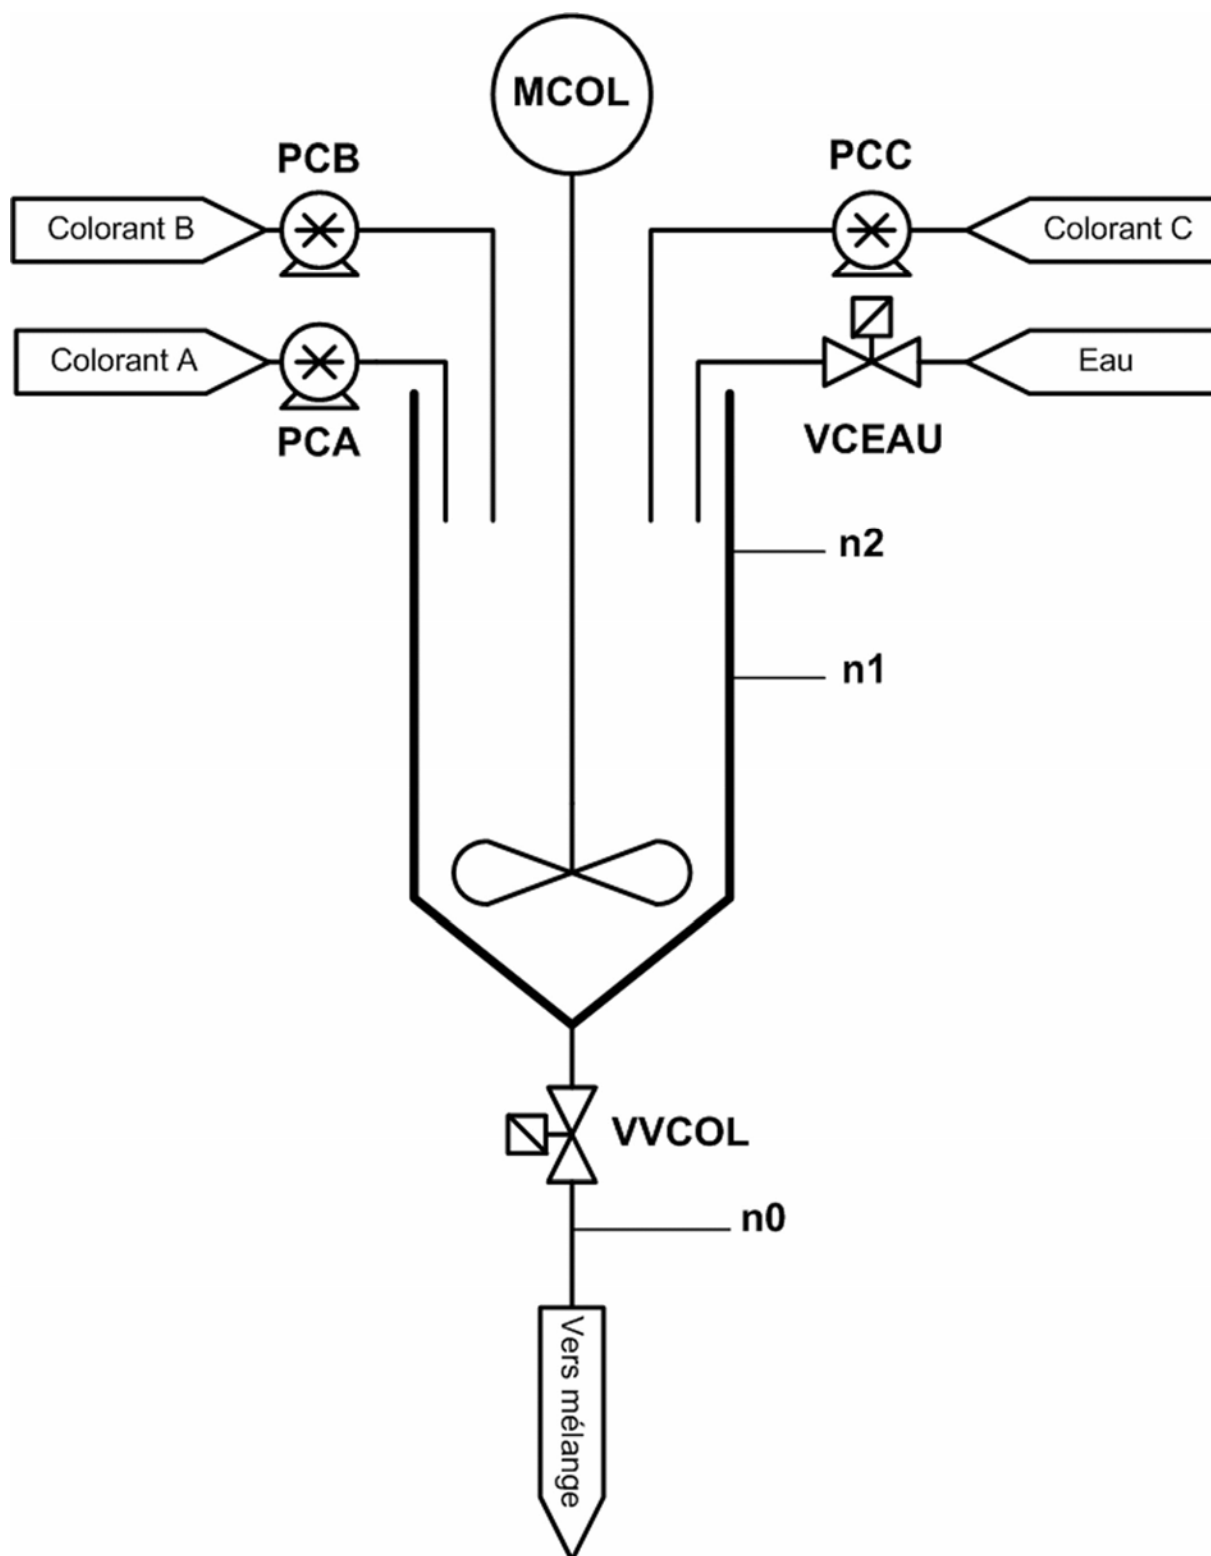 MCOL
PCB
PCC
Colorant B
Colorant C
Colorant A
Eau
PCA
VCEAU
n2
n1
VVCOL
n0
Vers mélange